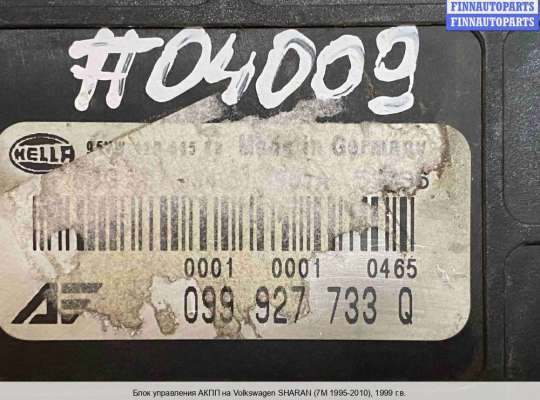 FINNAUTOPARTS
FINNAUTOPARTS
#04009
HELLA Made in Germany
0001 0001 0465
099 927 733 Q
Блок управления АКПП на Volkswagen SHARAN (7M 1995-2010), 1999 г.в.